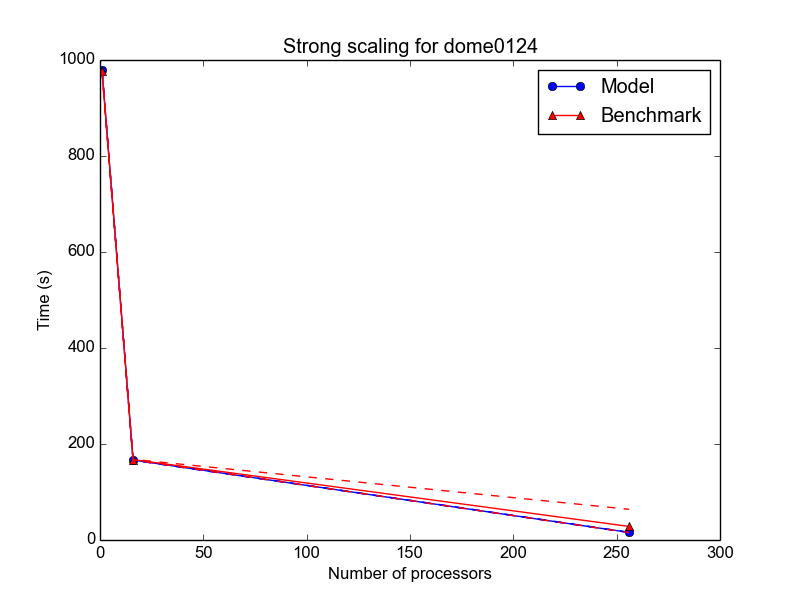 Strong scaling for dome0124
Model
Benchmark
1000
800
600
400
200
0
Time (s)
0 50 100 150 200 250 300
Number of processors